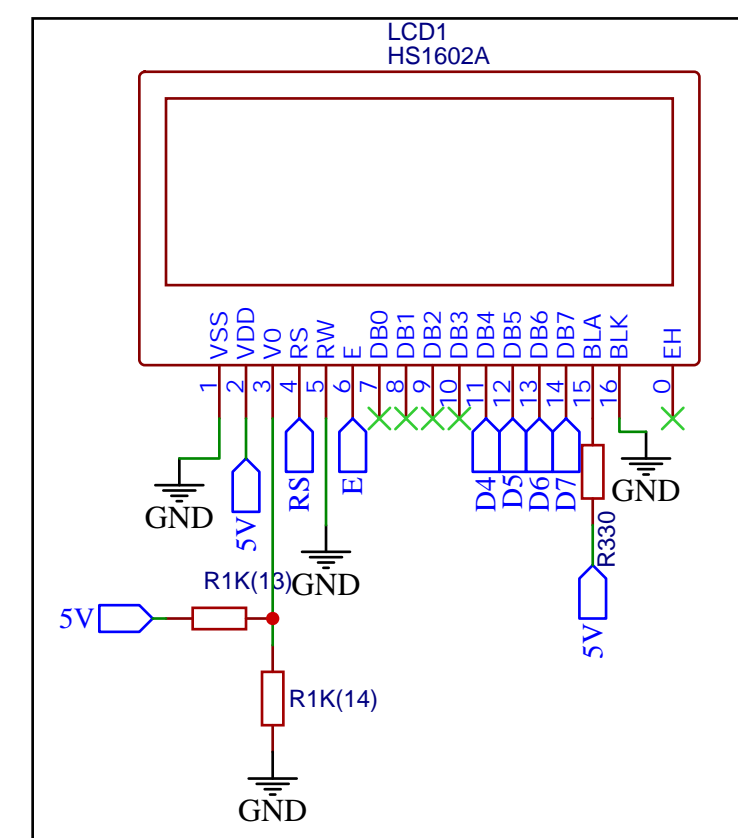 LCD1
HS1602A
VSS
VDD
V0
RS
RW
E
DB0
DB1
DB2
DB3
DB4
DB5
DB6
DB7
BLA
BLK
EH
1
2
3
4
5
6
7
8
9
10
11
12
13
14
15
16
0
GND
5V
RS
E
D4
D5
D6
D7
GND
R330
R1K(13)
GND
5V
5V
R1K(14)
GND